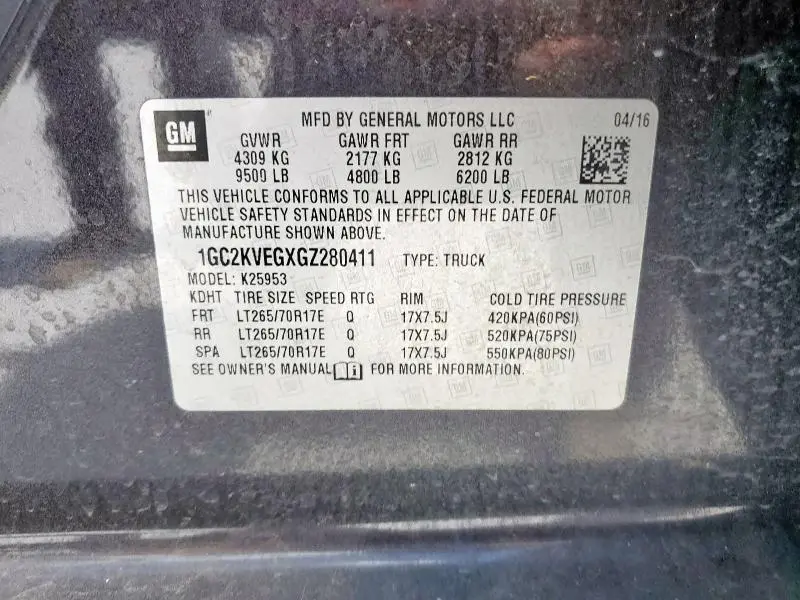 GM
MFD BY GENERAL MOTORS LLC 04/16
GVWR GAWR FRT GAWR RR
4309 KG 2177 KG 2812 KG
9500 LB 4800 LB 6200 LB
THIS VEHICLE CONFORMS TO ALL APPLICABLE U.S. FEDERAL MOTOR
VEHICLE SAFETY STANDARDS IN EFFECT ON THE DATE OF
MANUFACTURE SHOWN ABOVE.
1GC2KVEGXGZ280411 TYPE: TRUCK
MODEL: K25953
KDHT TIRE SIZE SPEED RTG RIM COLD TIRE PRESSURE
FRT LT265/70R17E Q 17X7.5J 420KPA(60PSI)
RR LT265/70R17E Q 17X7.5J 520KPA(75PSI)
SPA LT265/70R17E Q 17X7.5J 550KPA(80PSI)
SEE OWNER'S MANUAL i FOR MORE INFORMATION.